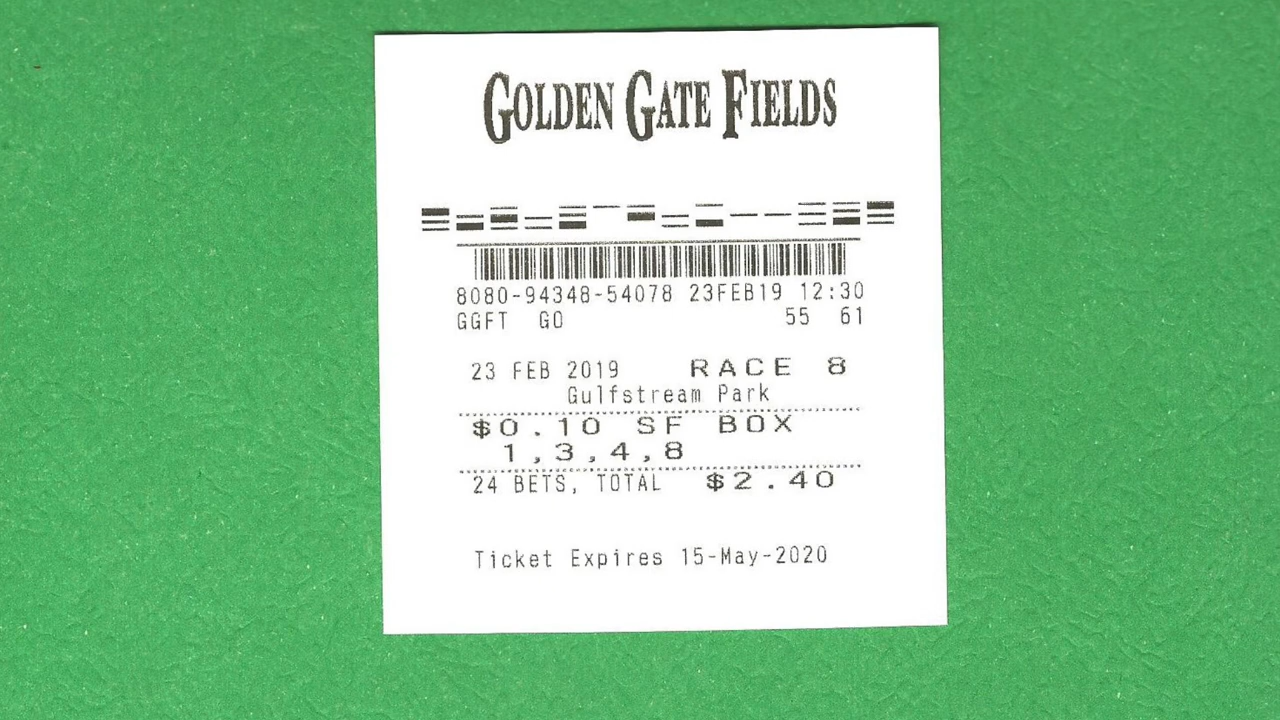 GOLDEN GATE FIELDS
8080-94348-54078 23FEB19 12:30
GGFT GO 55 61
23 FEB 2019 RACE 8
Gulfstream Park
$0.10 SF BOX
1,3,4,8
24 BETS, TOTAL $2.40
Ticket Expires 15-May-2020